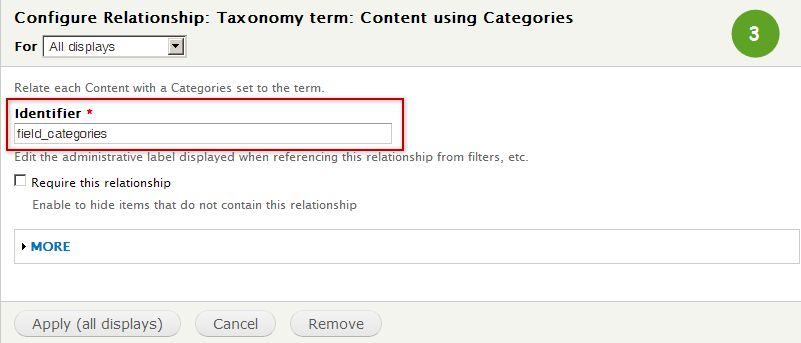 Configure Relationship: Taxonomy term: Content using Categories
For All displays
3
Relate each Content with a Categories set to the term.
Identifier *
field_categories
Edit the administrative label displayed when referencing this relationship from filters, etc.
Require this relationship
Enable to hide items that do not contain this relationship
MORE
Apply (all displays) Cancel Remove